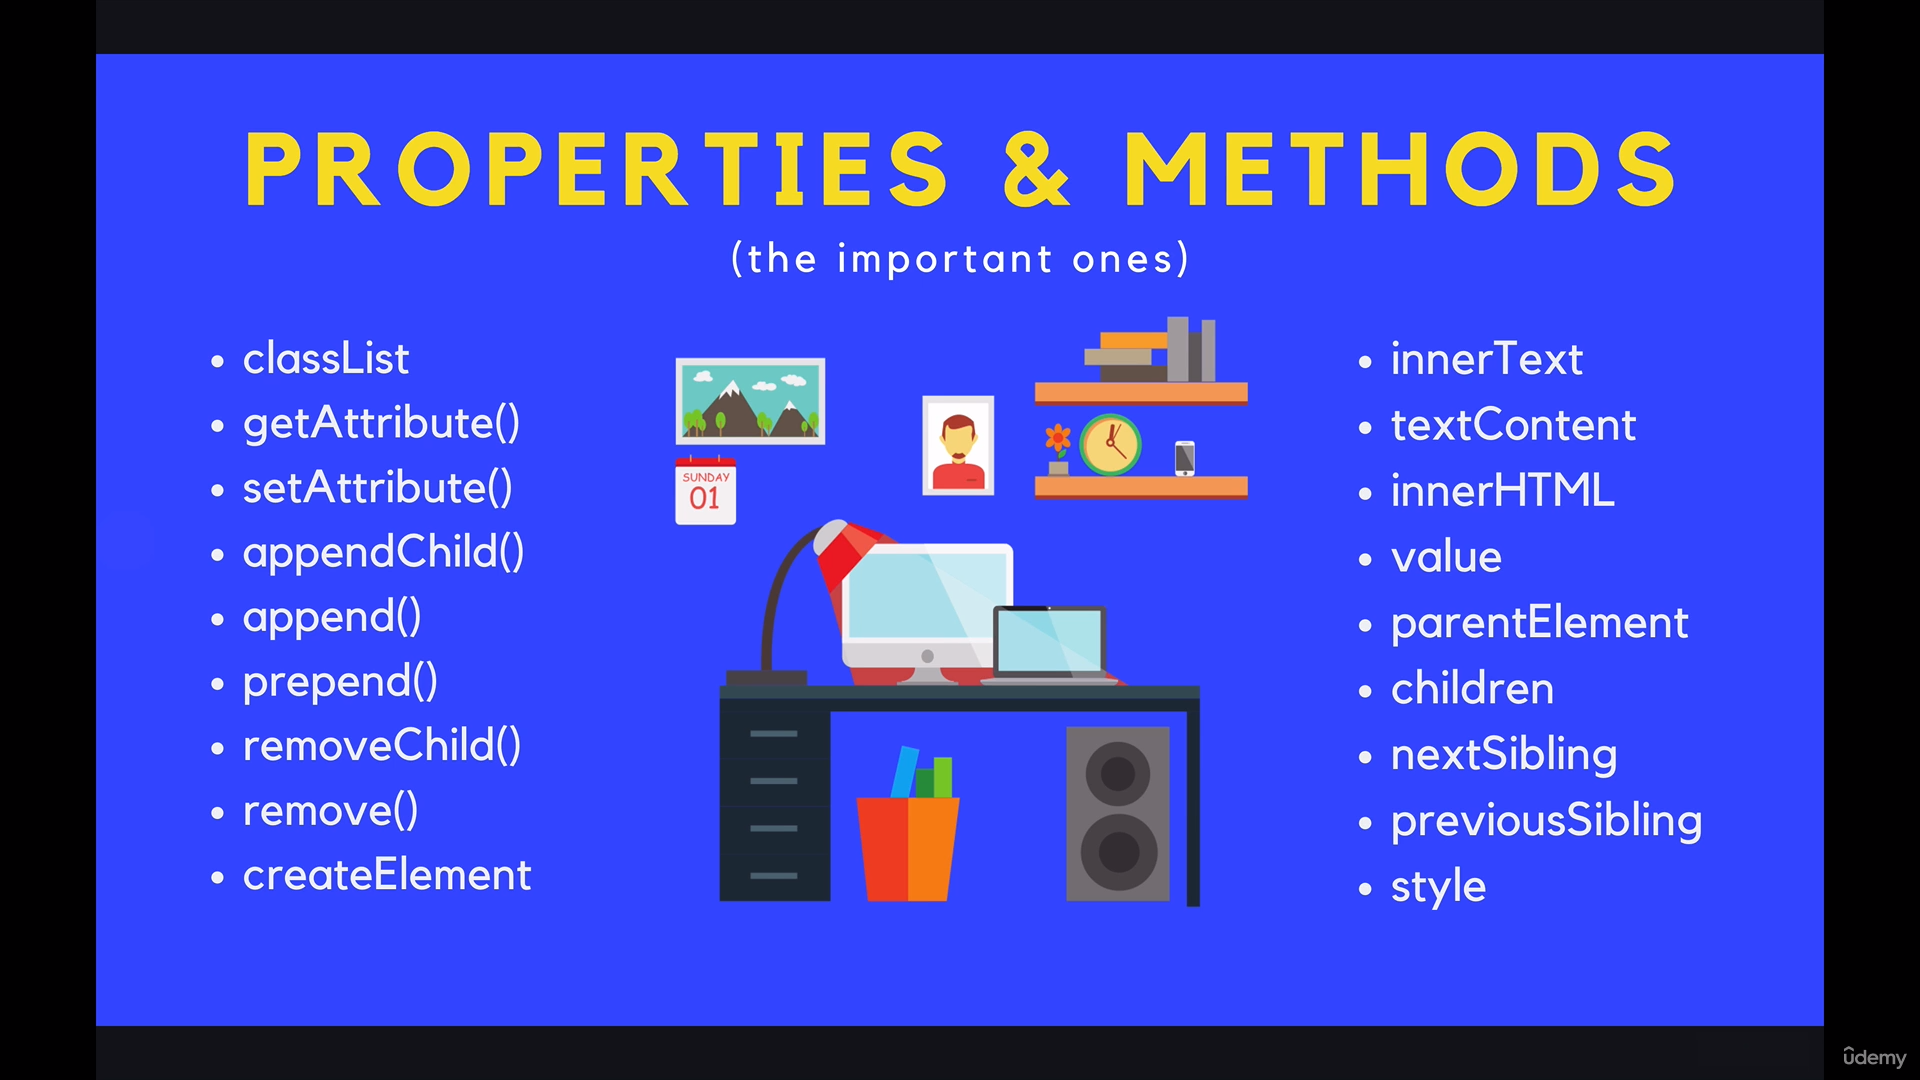 PROPERTIES & METHODS
(the important ones)
• classList
• getAttribute()
• setAttribute()
• appendChild()
• append()
• prepend()
• removeChild()
• remove()
• createElement
SUNDAY
01
• innerText
• textContent
• innerHTML
• value
• parentElement
• children
• nextSibling
• previousSibling
• style
ûdemy